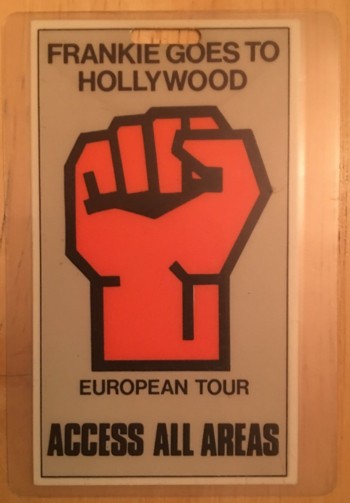 FRANKIE GOES TO
HOLLYWOOD
EUROPEAN TOUR
ACCESS ALL AREAS